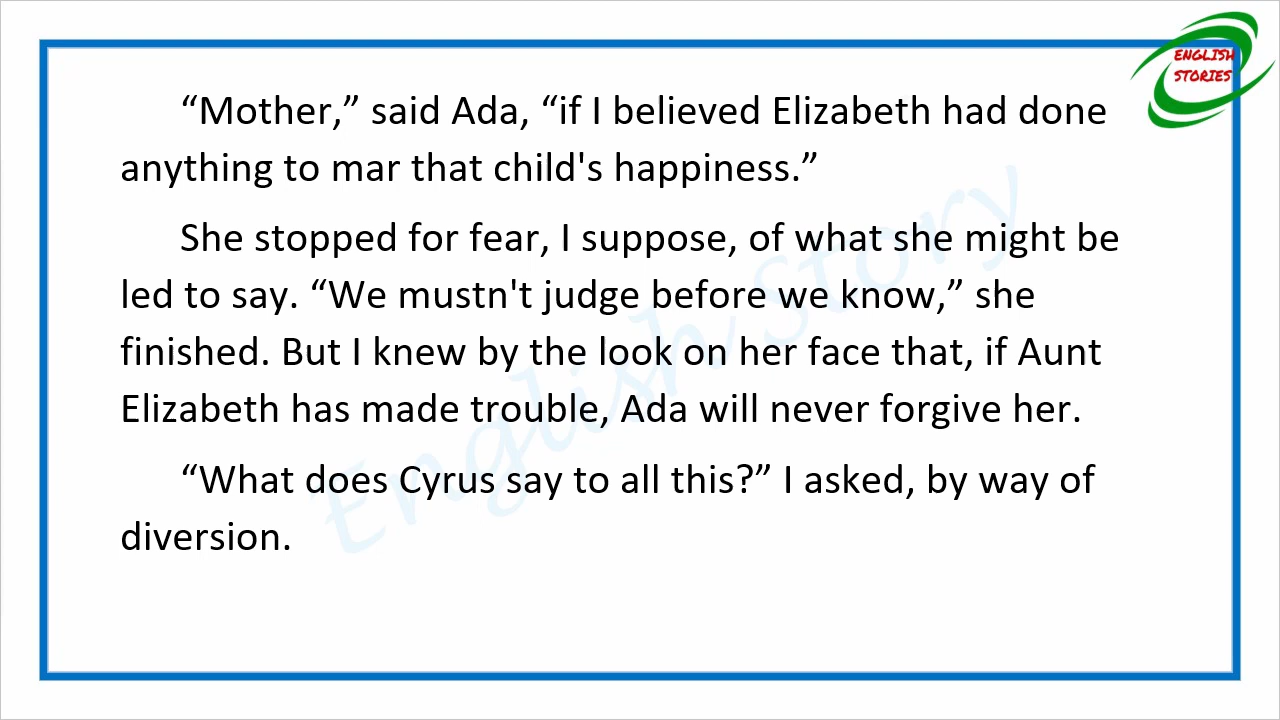 ENGLISH
STORIES
“Mother,” said Ada, “if I believed Elizabeth had done
anything to mar that child's happiness.”
She stopped for fear, I suppose, of what she might be
led to say. “We mustn't judge before we know,” she
finished. But I knew by the look on her face that, if Aunt
Elizabeth has made trouble, Ada will never forgive her.
“What does Cyrus say to all this?” I asked, by way of
diversion.
English Story